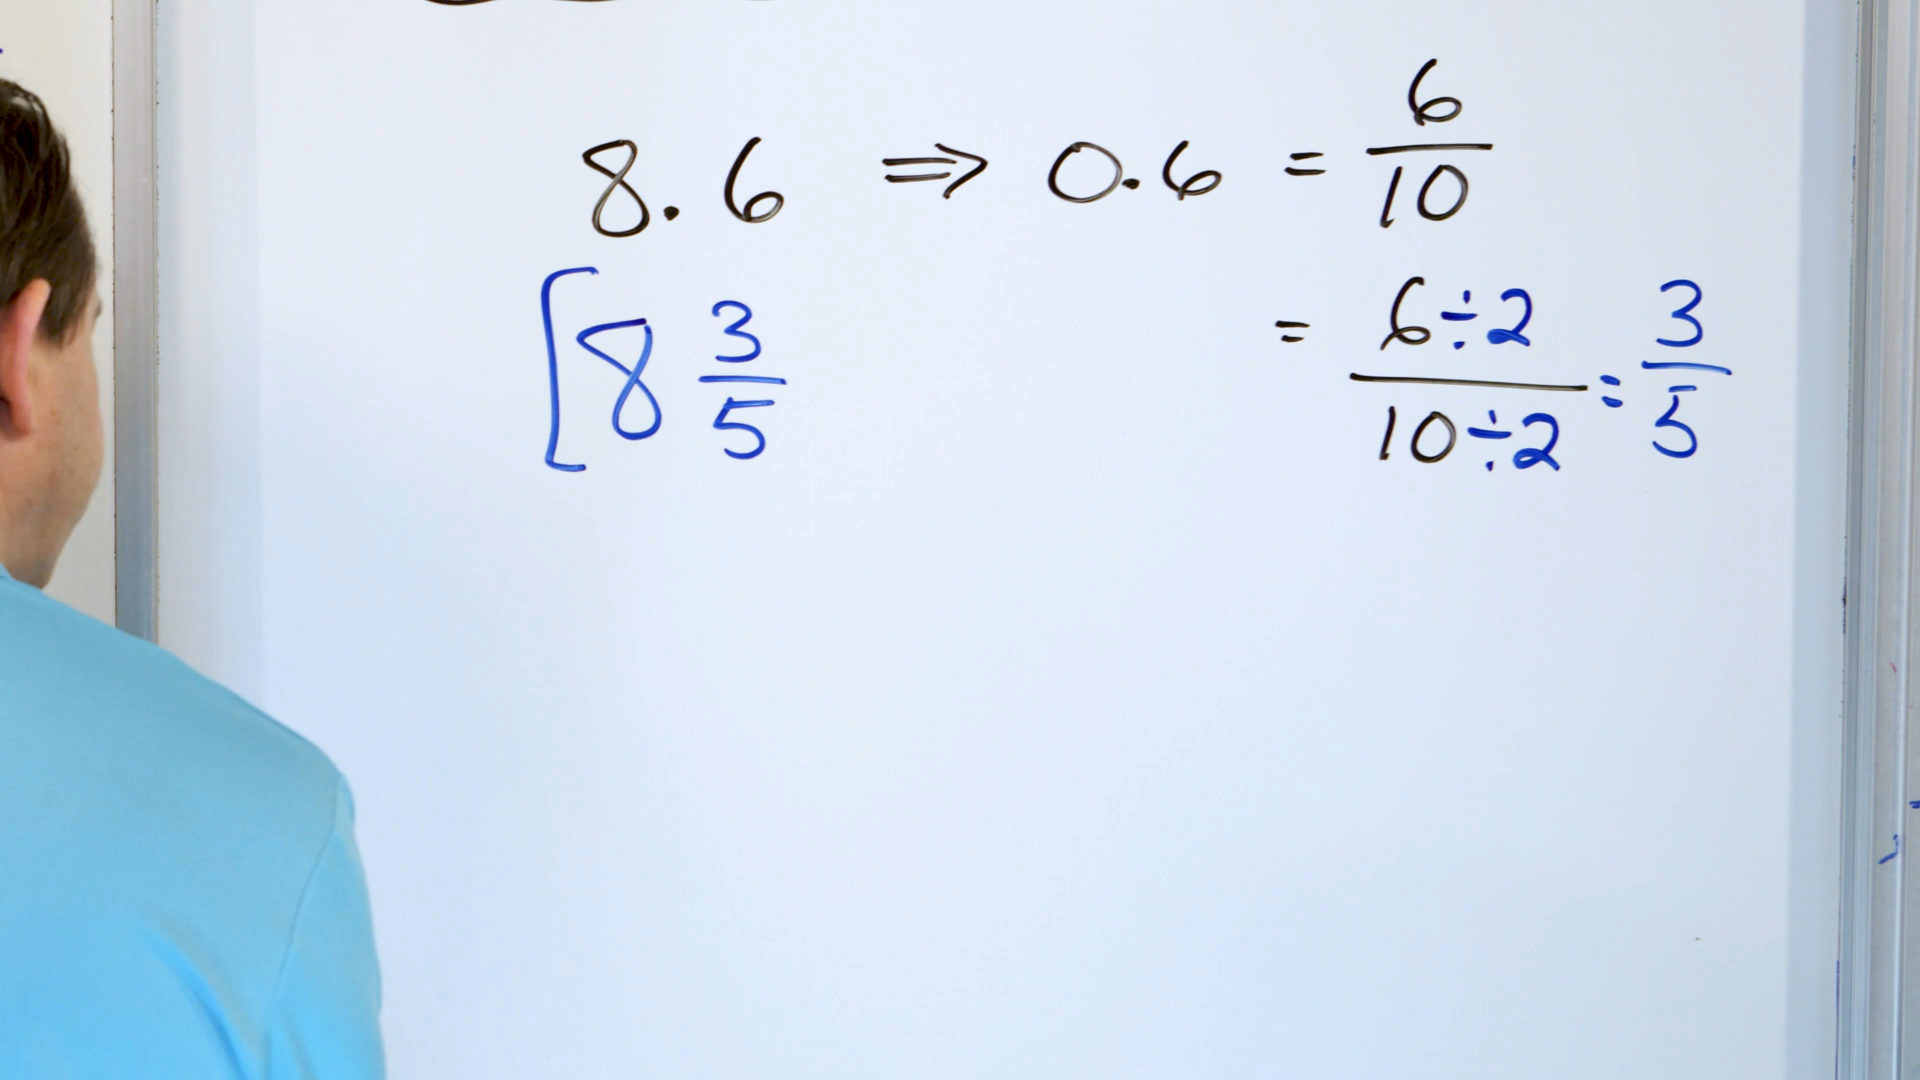 8.6 ⇒ 0.6 = 6/10
[8 3/5
= 6÷2/10÷2 = 3/5